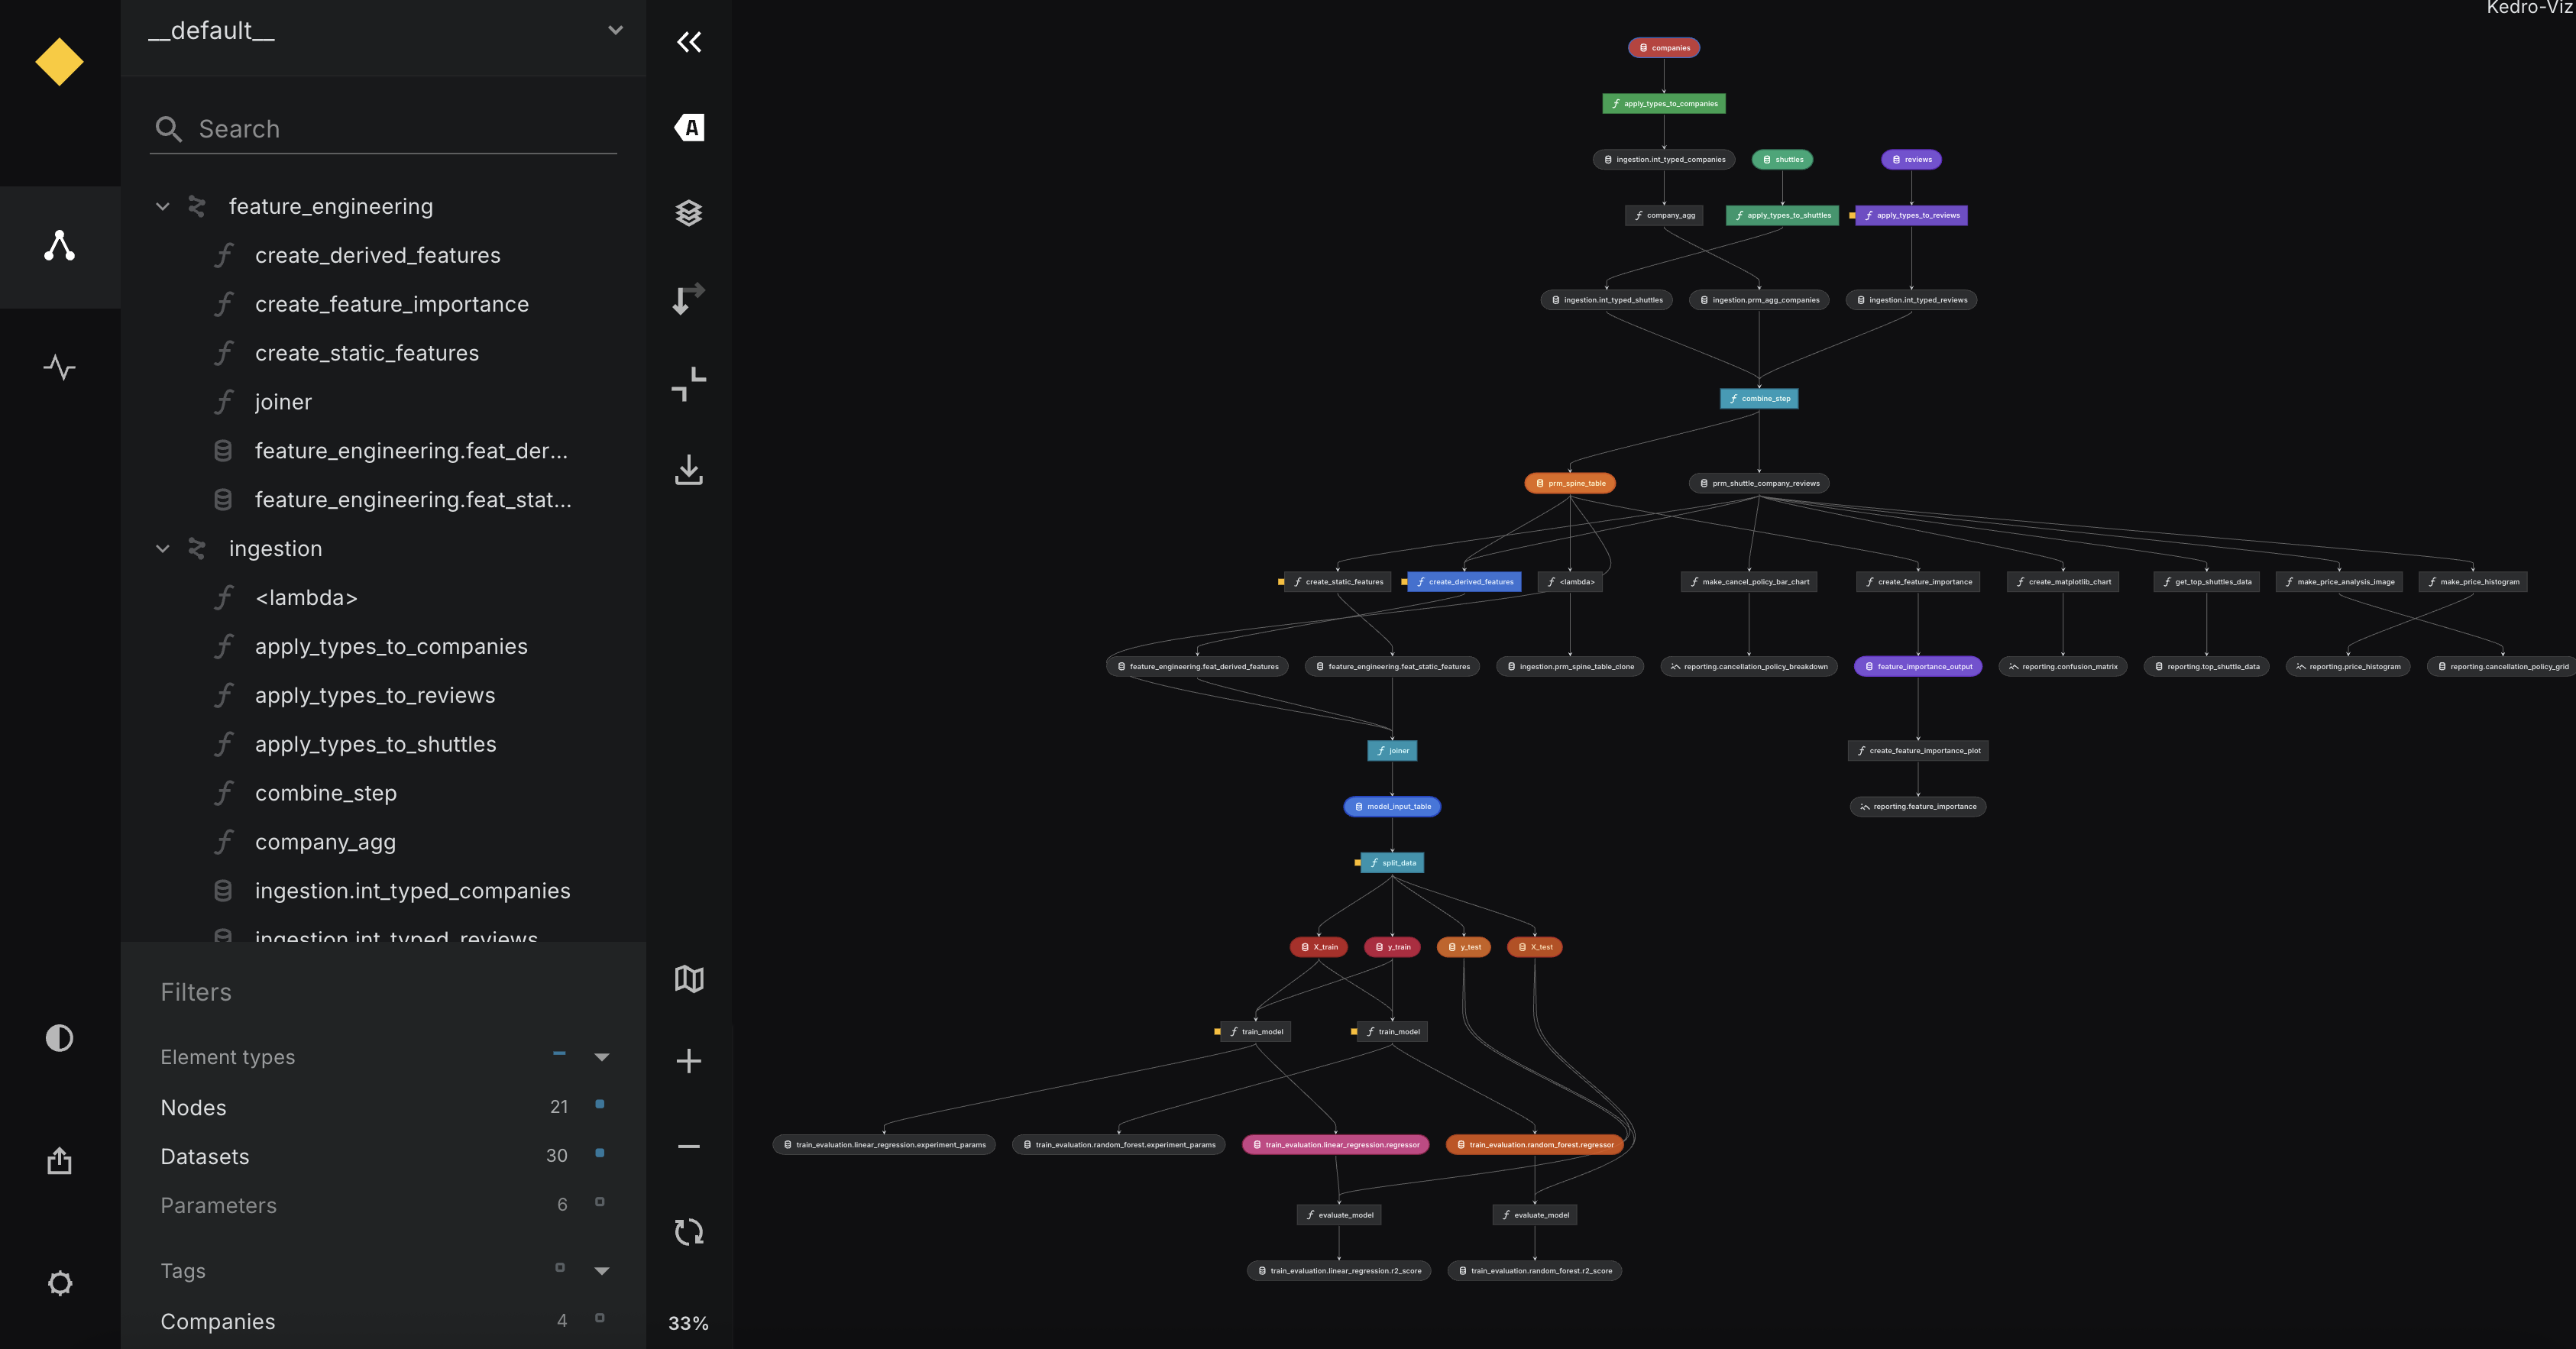 __default__
Search
feature_engineering
create_derived_features
create_feature_importance
create_static_features
joiner
feature_engineering.feat_der...
feature_engineering.feat_stat...
ingestion
<lambda>
apply_types_to_companies
apply_types_to_reviews
apply_types_to_shuttles
combine_step
company_agg
ingestion.int_typed_companies
ingestion.int_typed_reviews
Filters
Element types
Nodes 21
Datasets 30
Parameters 6
Tags
Companies 4
A
33%
Kedro-Viz
companies
apply_types_to_companies
ingestion.int_typed_companies shuttles reviews
company_agg apply_types_to_shuttles apply_types_to_reviews
ingestion.int_typed_shuttles ingestion.prm_agg_companies ingestion.int_typed_reviews
combine_step
prm_spine_table prm_shuttle_company_reviews
create_static_features create_derived_features <lambda> make_cancel_policy_bar_chart create_feature_importance create_matplotlib_chart get_top_shuttles_data make_price_analysis_image make_price_histogram
feature_engineering.feat_derived_features feature_engineering.feat_static_features ingestion.prm_spine_table_clone reporting.cancellation_policy_breakdown feature_importance_output reporting.confusion_matrix reporting.top_shuttle_data reporting.price_histogram reporting.cancellation_policy_grid
joiner create_feature_importance_plot
model_input_table reporting.feature_importance
split_data
X_train y_train y_test X_test
train_model train_model
train_evaluation.linear_regression.experiment_params train_evaluation.random_forest.experiment_params train_evaluation.linear_regression.regressor train_evaluation.random_forest.regressor
evaluate_model evaluate_model
train_evaluation.linear_regression.r2_score train_evaluation.random_forest.r2_score